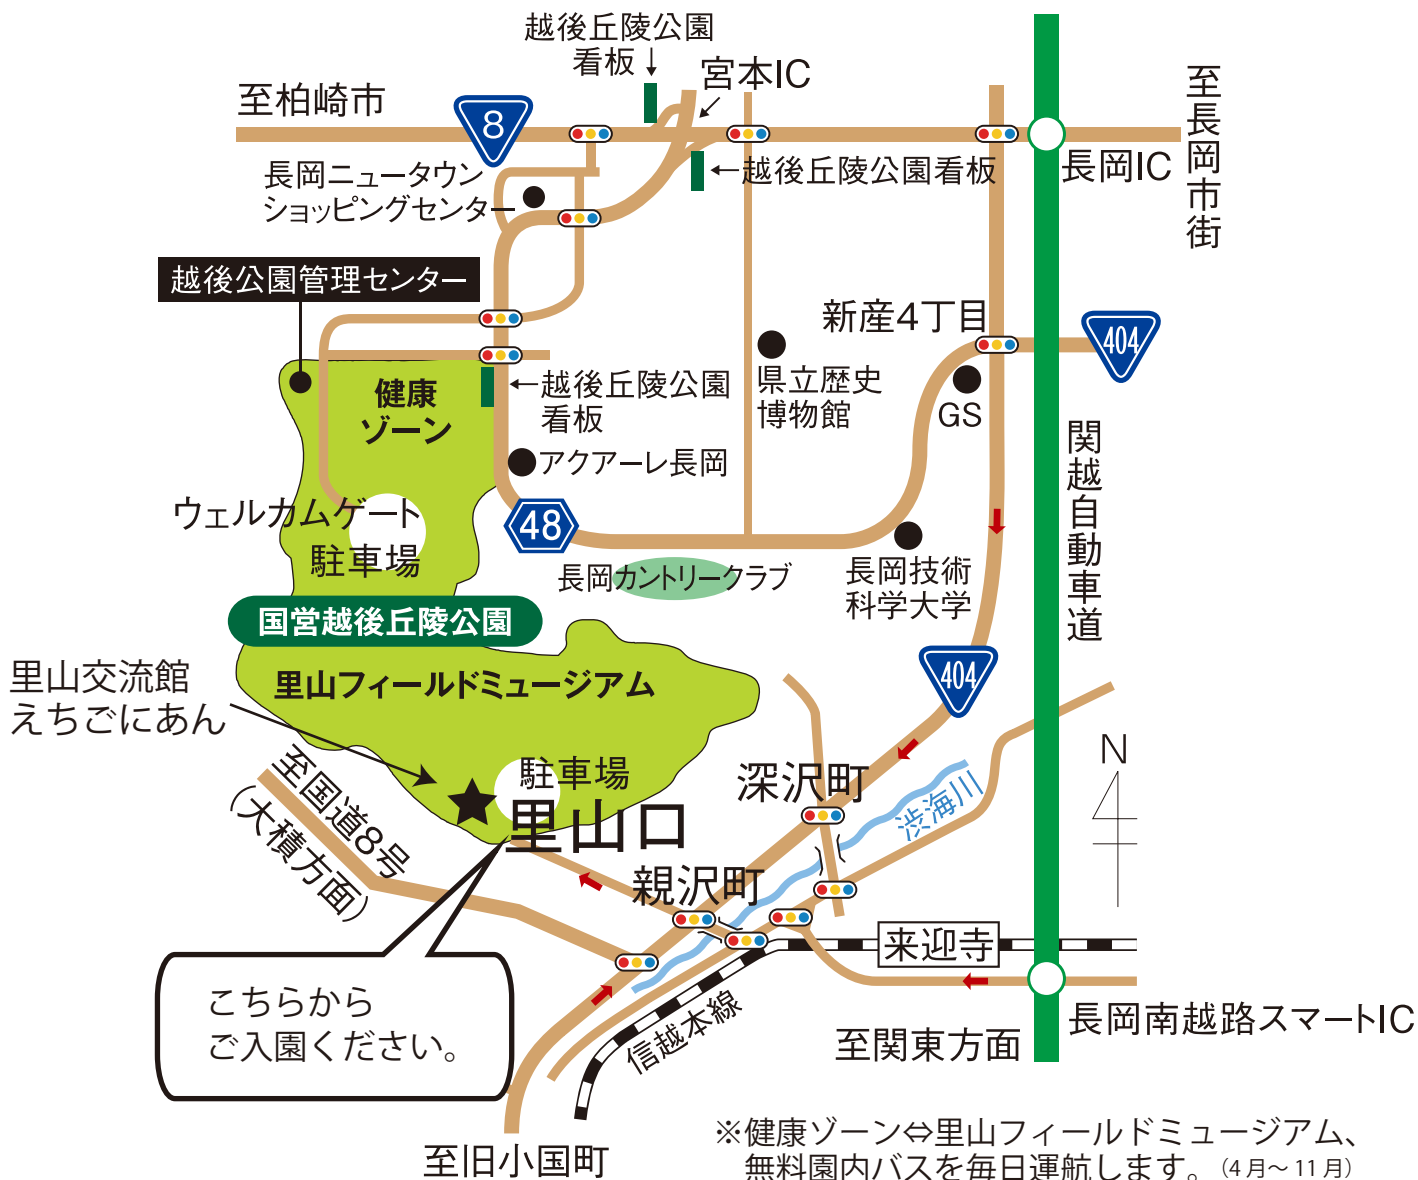 越後丘陵公園
看板
宮本IC
至柏崎市
8
至長岡市街
長岡IC
越後丘陵公園看板
長岡ニュータウン
ショッピングセンター
越後公園管理センター
新産4丁目
404
健康
ゾーン
越後丘陵公園
看板
県立歴史
博物館
GS
アクアーレ長岡
関越自動車道
ウェルカムゲート
駐車場
48
長岡カントリークラブ
長岡技術
科学大学
国営越後丘陵公園
里山フィールドミュージアム
404
里山交流館
えちごにあん
至国道8号
(大積方面)
駐車場
里山口
深沢町
渋海川
N
親沢町
来迎寺
こちらから
ご入園ください。
信越本線
至関東方面
長岡南越路スマートIC
至旧小国町
※健康ゾーン⇔里山フィールドミュージアム、
無料園内バスを毎日運航します。(4月～11月)